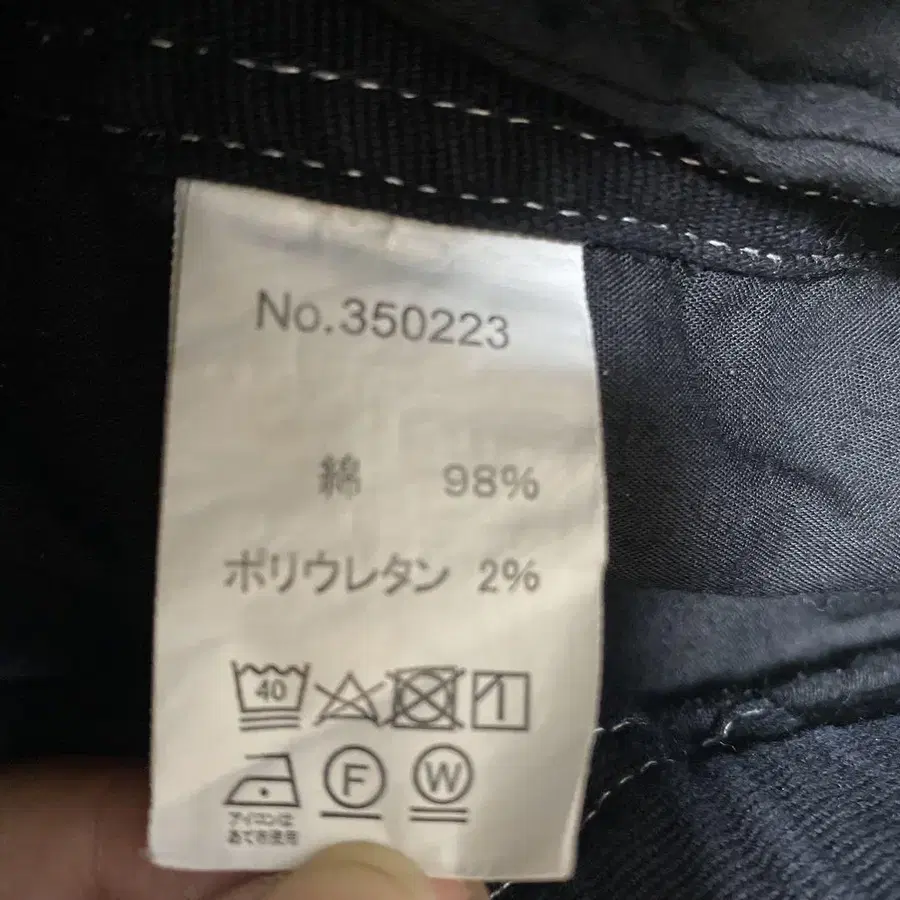 No.350223
綿 98%
ポリウレタン 2%
40
F W
アイロンは
あて布使用